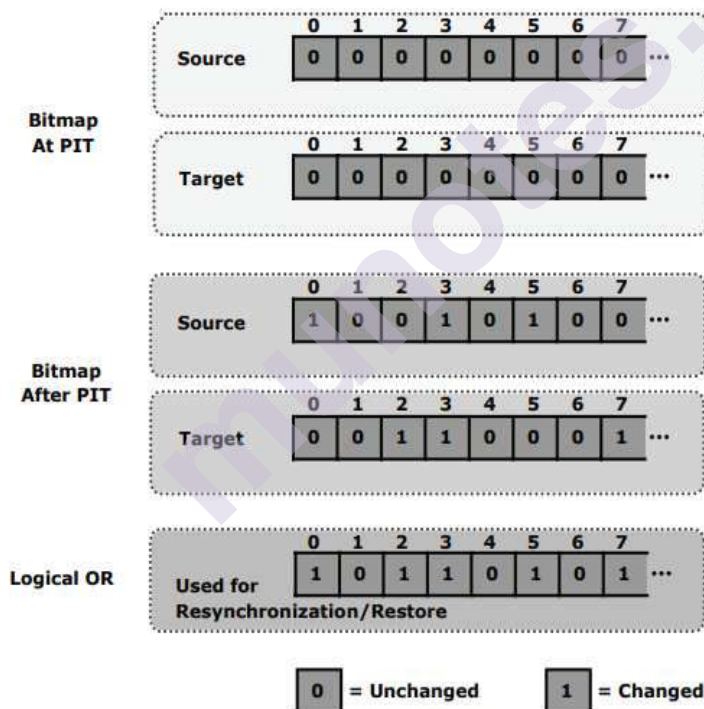 0 1 2 3 4 5 6 7
Source 0 0 0 0 0 0 0 0 ...
Bitmap
At PIT
0 1 2 3 4 5 6 7
Target 0 0 0 0 0 0 0 0 ...
0 1 2 3 4 5 6 7
Source 1 0 0 1 0 1 0 0 ...
Bitmap
After PIT
0 1 2 3 4 5 6 7
Target 0 0 1 1 0 0 0 1 ...
0 1 2 3 4 5 6 7
Logical OR 1 0 1 1 0 1 0 1 ...
Used for
Resynchronization/Restore
0 = Unchanged 1 = Changed
munotes.